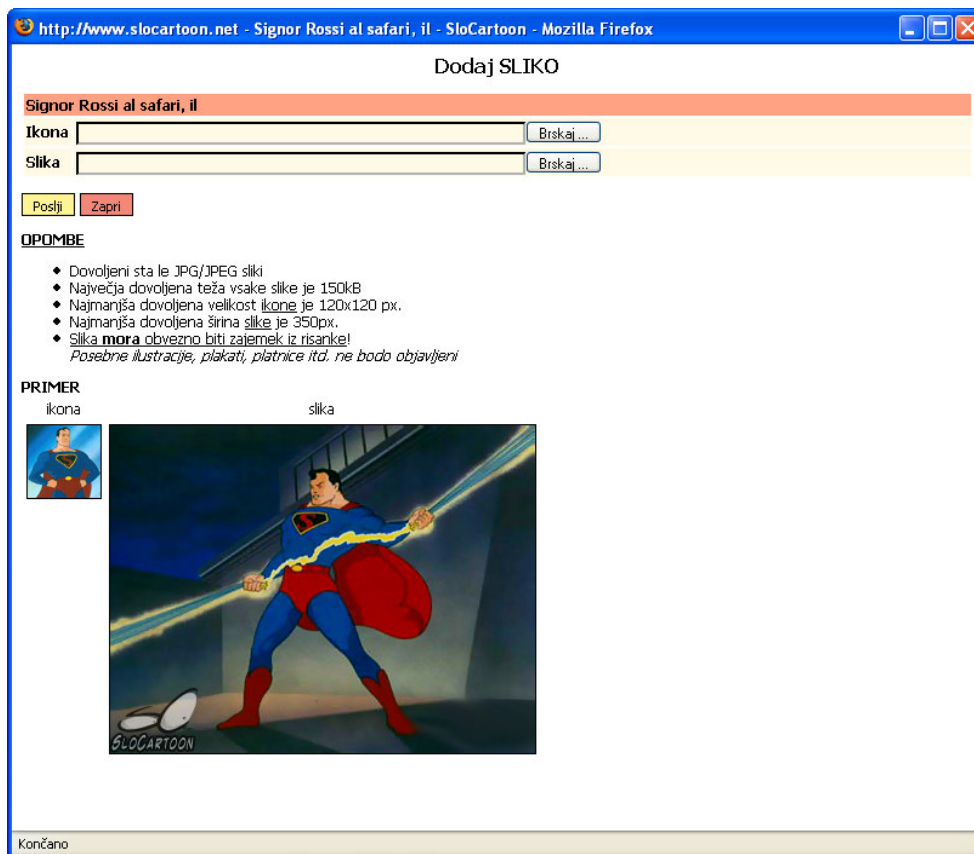 http://www.slocartoon.net - Signor Rossi al safari, il - SloCartoon - Mozilla Firefox
Dodaj SLIKO
Signor Rossi al safari, il
Ikona Brskaj ...
Slika Brskaj ...
Poslji Zapri
OPOMBE
Dovoljeni sta le JPG/JPEG sliki
Največja dovoljena teža vsake slike je 150kB
Najmanjša dovoljena velikost ikone je 120x120 px.
Najmanjša dovoljena širina slike je 350px.
Slika mora obvezno biti zajemek iz risanke!
Posebne ilustracije, plakati, platnice itd. ne bodo objavljeni
PRIMER
ikona slika
S
SLOCARTOON
Končano